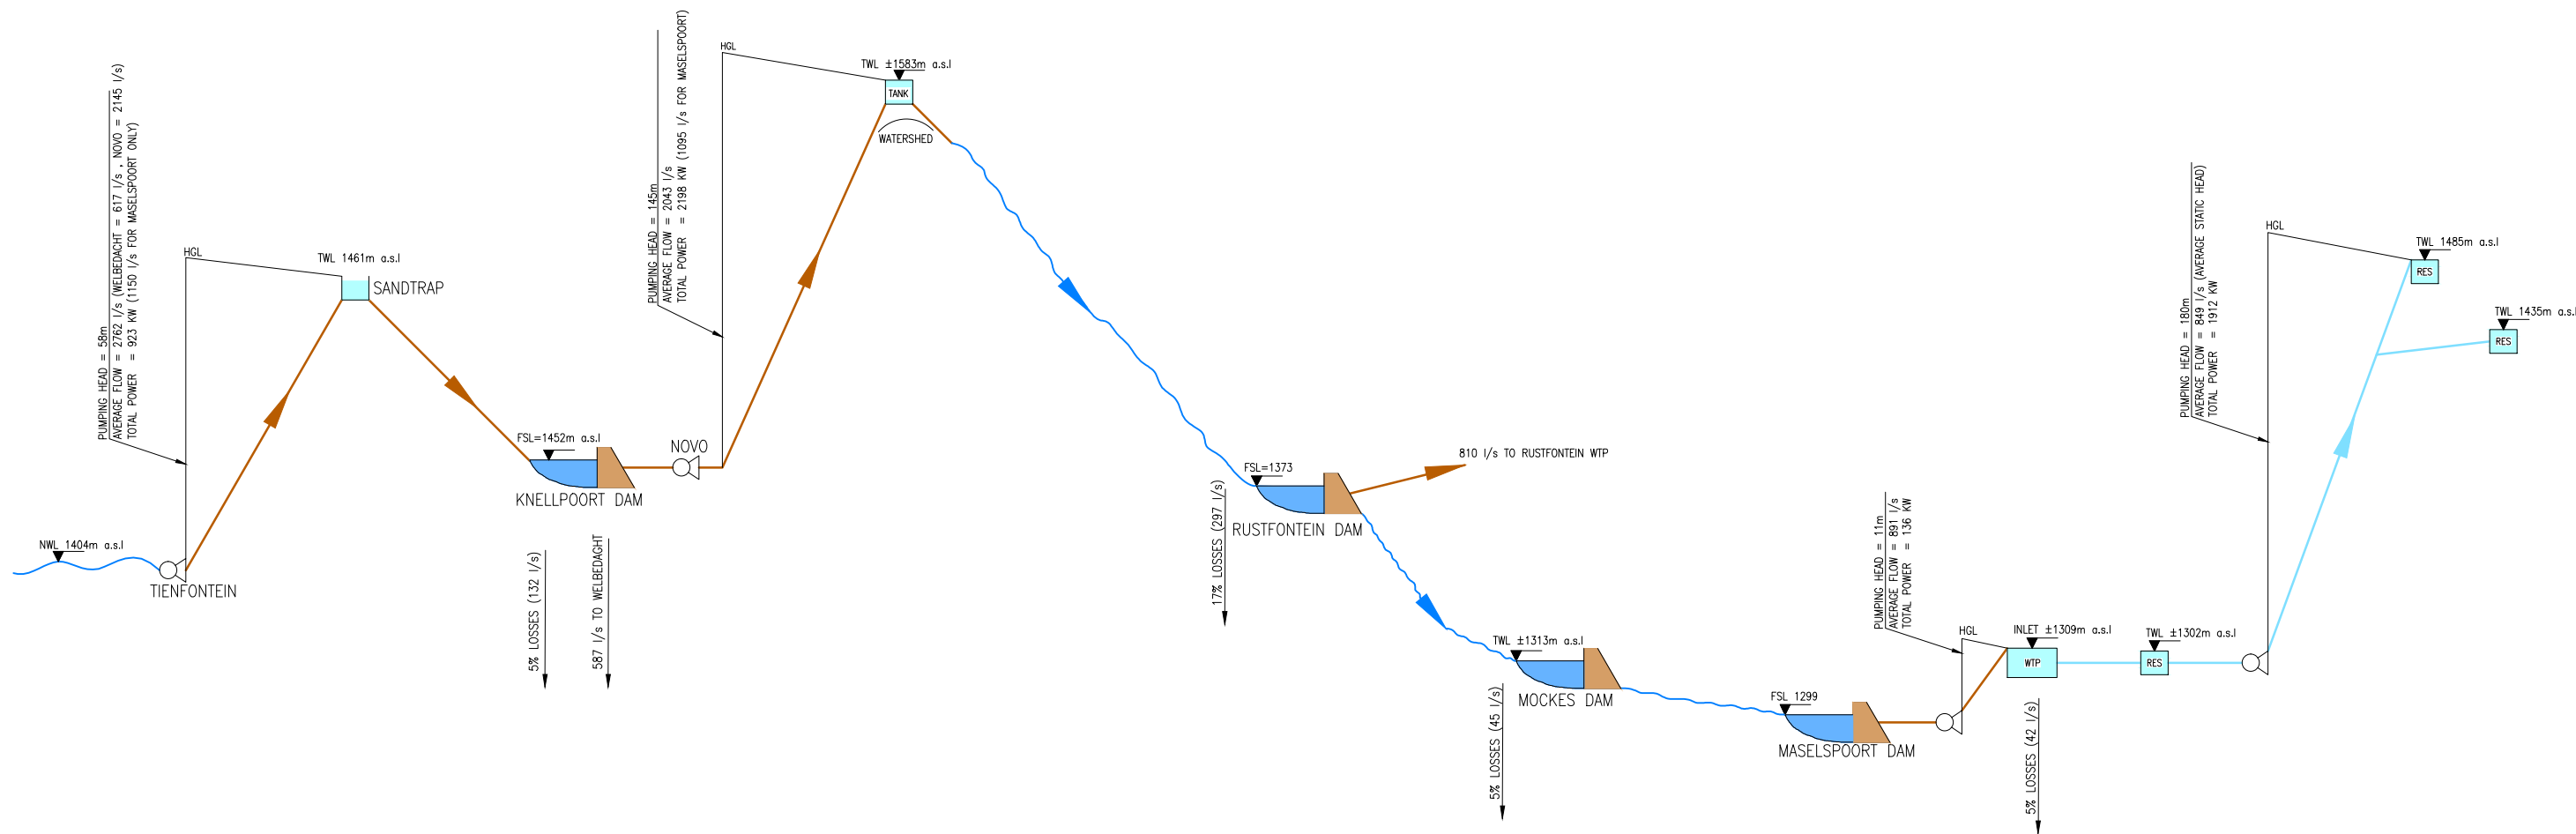 PUMPING HEAD = 58m
AVERAGE FLOW = 2762 l/s (WELBEDACHT = 617 l/s , NOVO = 2145 l/s)
TOTAL POWER = 923 KW (1150 l/s FOR MASELSPOORT ONLY)
HGL
TWL 1461m a.s.l
SANDTRAP
NWL 1404m a.s.l
TIENFONTEIN
FSL=1452m a.s.l
KNELLPOORT DAM
NOVO
5% LOSSES (132 l/s)
587 l/s TO WELBEDAGHT
PUMPING HEAD = 145m
AVERAGE FLOW = 2043 l/s
TOTAL POWER = 2198 KW (1095 l/s FOR MASELSPOORT)
HGL
TWL ±1583m a.s.l
TANK
WATERSHED
FSL=1373
RUSTFONTEIN DAM
17% LOSSES (297 l/s)
810 l/s TO RUSTFONTEIN WTP
TWL ±1313m a.s.l
MOCKES DAM
5% LOSSES (45 l/s)
FSL 1299
MASELSPOORT DAM
PUMPING HEAD = 11m
AVERAGE FLOW = 891 l/s
TOTAL POWER = 136 KW
HGL
INLET ±1309m a.s.l
WTP
5% LOSSES (42 l/s)
TWL ±1302m a.s.l
RES
PUMPING HEAD = 180m
AVERAGE FLOW = 849 l/s (AVERAGE STATIC HEAD)
TOTAL POWER = 1912 KW
HGL
TWL 1485m a.s.l
RES
TWL 1435m a.s.l
RES